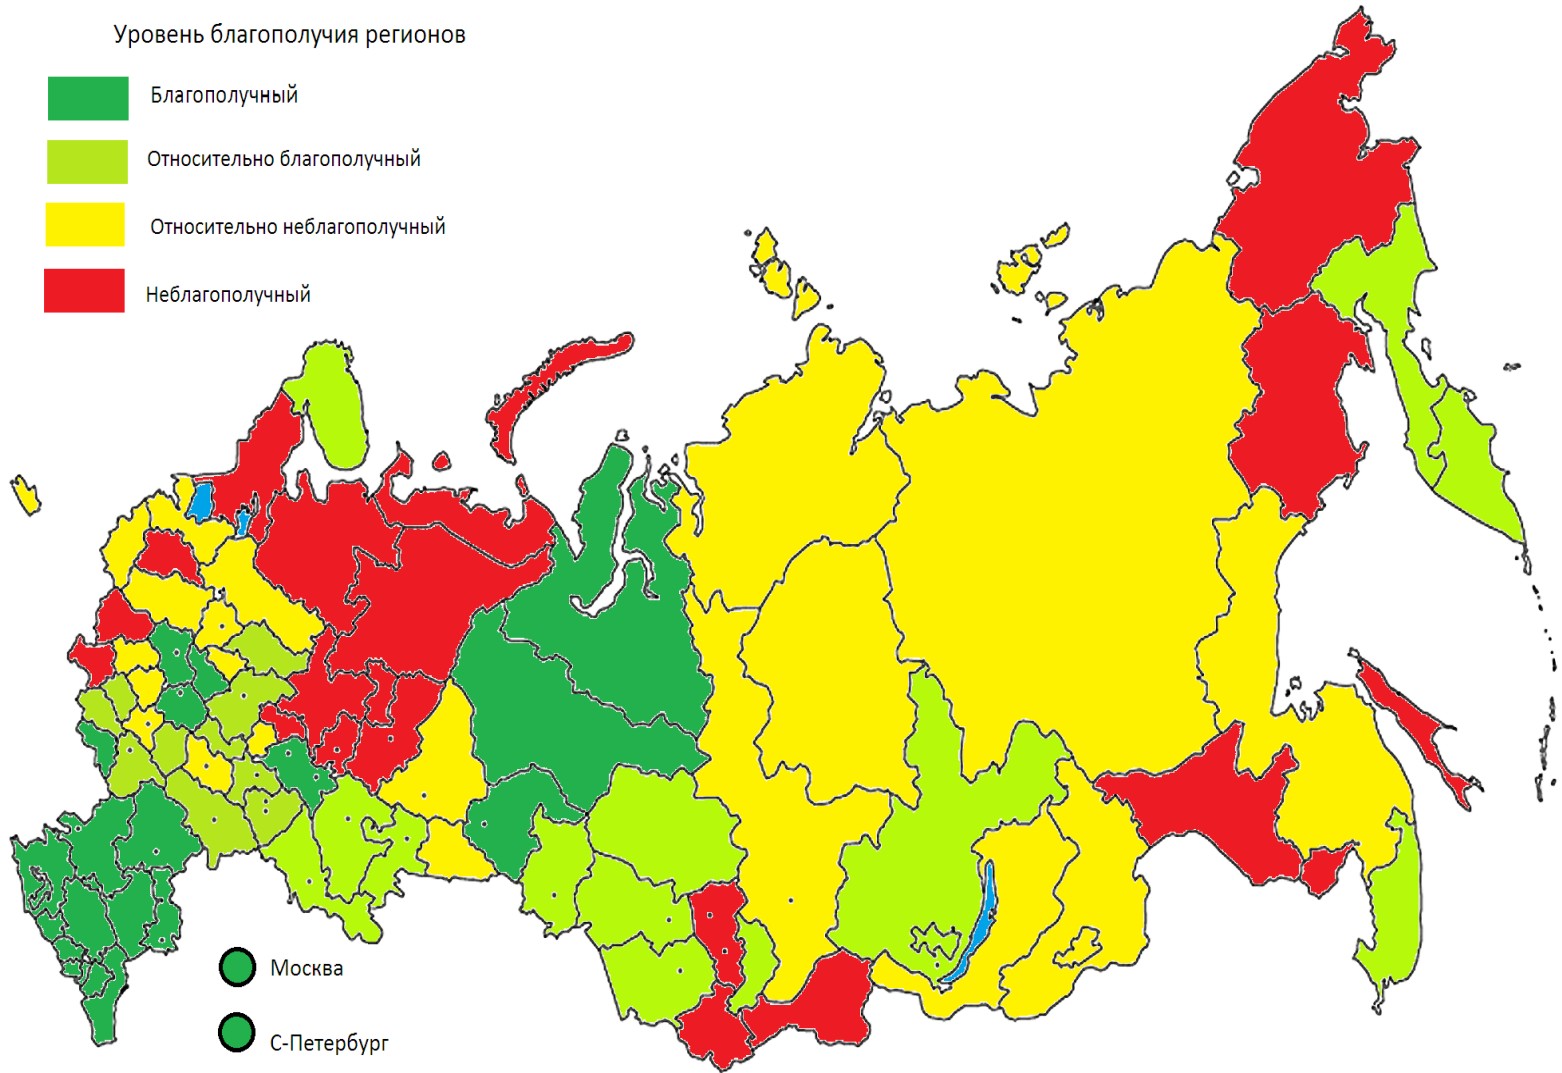 Уровень благополучия регионов
Благополучный
Относительно благополучный
Относительно неблагополучный
Неблагополучный
Москва
С-Петербург